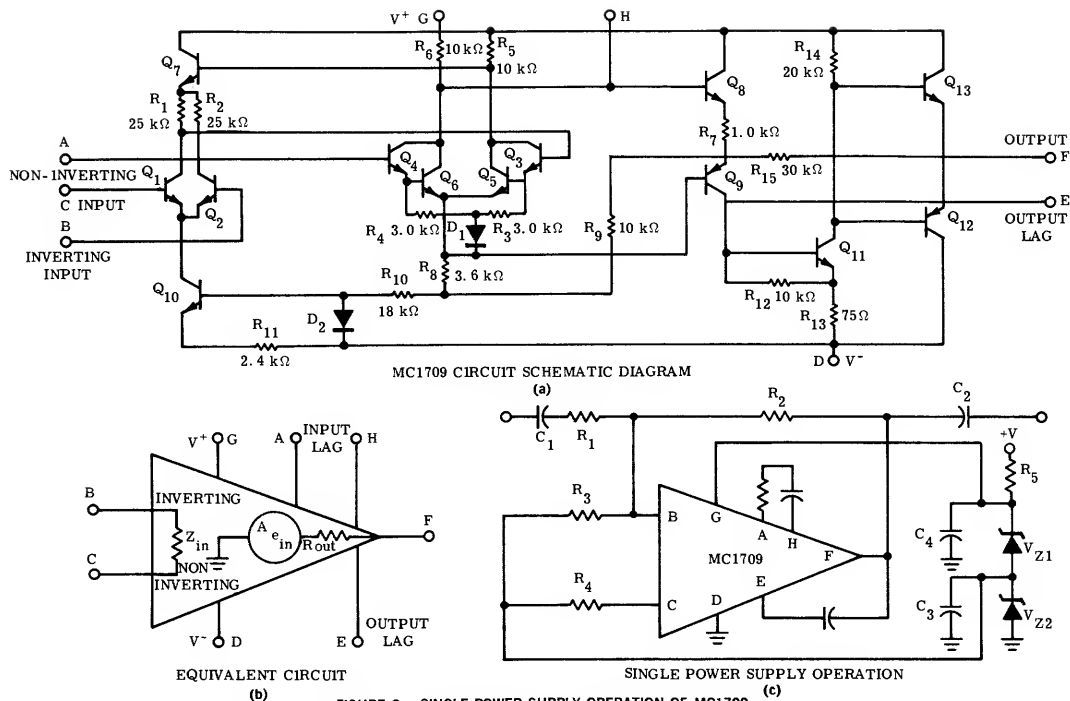 V+ G
H
R6 10 kΩ
R5
10 kΩ
R14
20 kΩ
Q7
Q8
Q13
R1
25 kΩ
R2
25 kΩ
A
R7 1.0 kΩ
OUTPUT
F
NON-INVERTING
C INPUT
Q1
Q4
Q6
Q5
Q3
R15 30 kΩ
Q9
E
OUTPUT
LAG
B
INVERTING
INPUT
Q2
R4 3.0 kΩ
D1
R3 3.0 kΩ
R9 10 kΩ
Q12
Q11
R8 3.6 kΩ
Q10
R10
18 kΩ
R12 10 kΩ
D2
R13 75Ω
R11
2.4 kΩ
D V-
MC1709 CIRCUIT SCHEMATIC DIAGRAM
(a)
V+ G
A INPUT
LAG
H
B
INVERTING
Zin
A ein
Rout
F
C
NON
INVERTING
V- D
OUTPUT
E LAG
EQUIVALENT CIRCUIT
(b)
C1
R1
R2
C2
+V
R5
R3
B
G
A
H
C4
VZ1
MC1709
F
R4
E
C
D
C3
VZ2
SINGLE POWER SUPPLY OPERATION
(c)